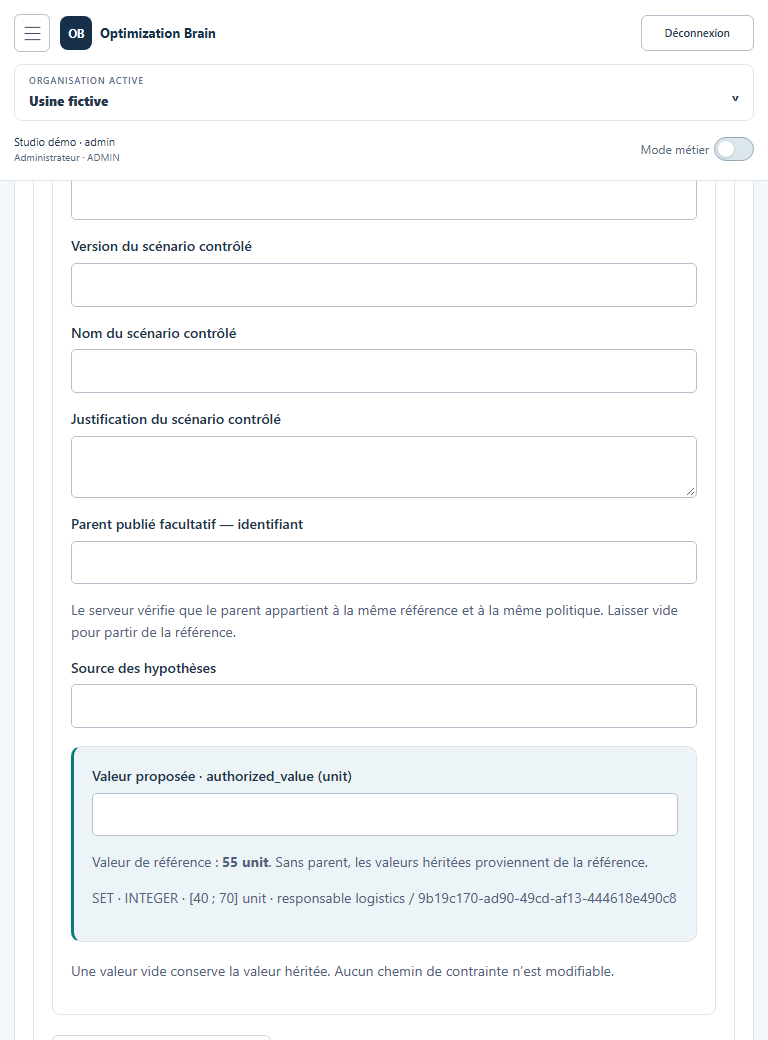 OB
Optimization Brain
Déconnexion
ORGANISATION ACTIVE
Usine fictive
v
Studio démo · admin
Administrateur · ADMIN
Mode métier
Version du scénario contrôlé
Nom du scénario contrôlé
Justification du scénario contrôlé
Parent publié facultatif — identifiant
Le serveur vérifie que le parent appartient à la même référence et à la même politique. Laisser vide
pour partir de la référence.
Source des hypothèses
Valeur proposée · authorized_value (unit)
Valeur de référence : 55 unit. Sans parent, les valeurs héritées proviennent de la référence.
SET · INTEGER · [40 ; 70] unit · responsable logistics / 9b19c170-ad90-49cd-af13-444618e490c8
Une valeur vide conserve la valeur héritée. Aucun chemin de contrainte n'est modifiable.